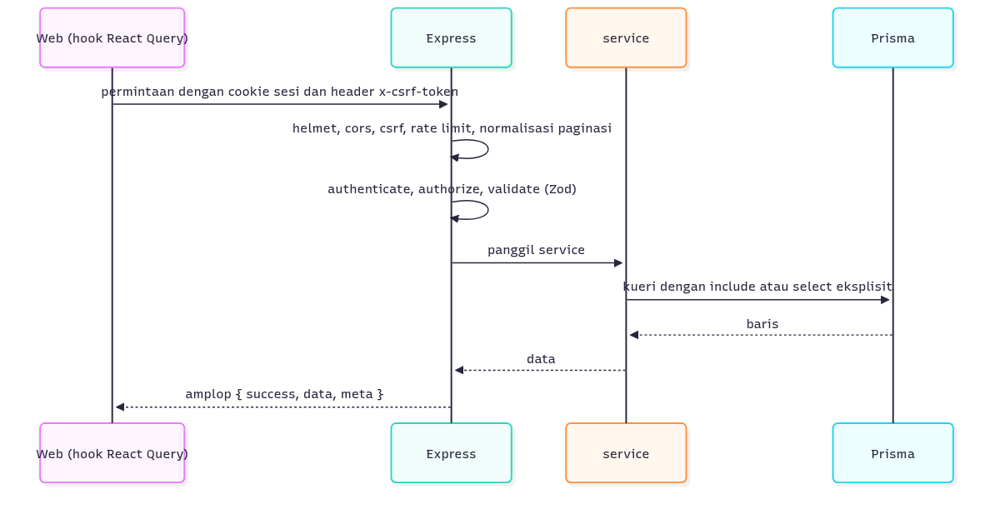 Web (hook React Query)
Express
service
Prisma
permintaan dengan cookie sesi dan header x-csrf-token
helmet, cors, csrf, rate limit, normalisasi paginasi
authenticate, authorize, validate (Zod)
panggil service
kueri dengan include atau select eksplisit
baris
data
amplop { success, data, meta }
Web (hook React Query)
Express
service
Prisma